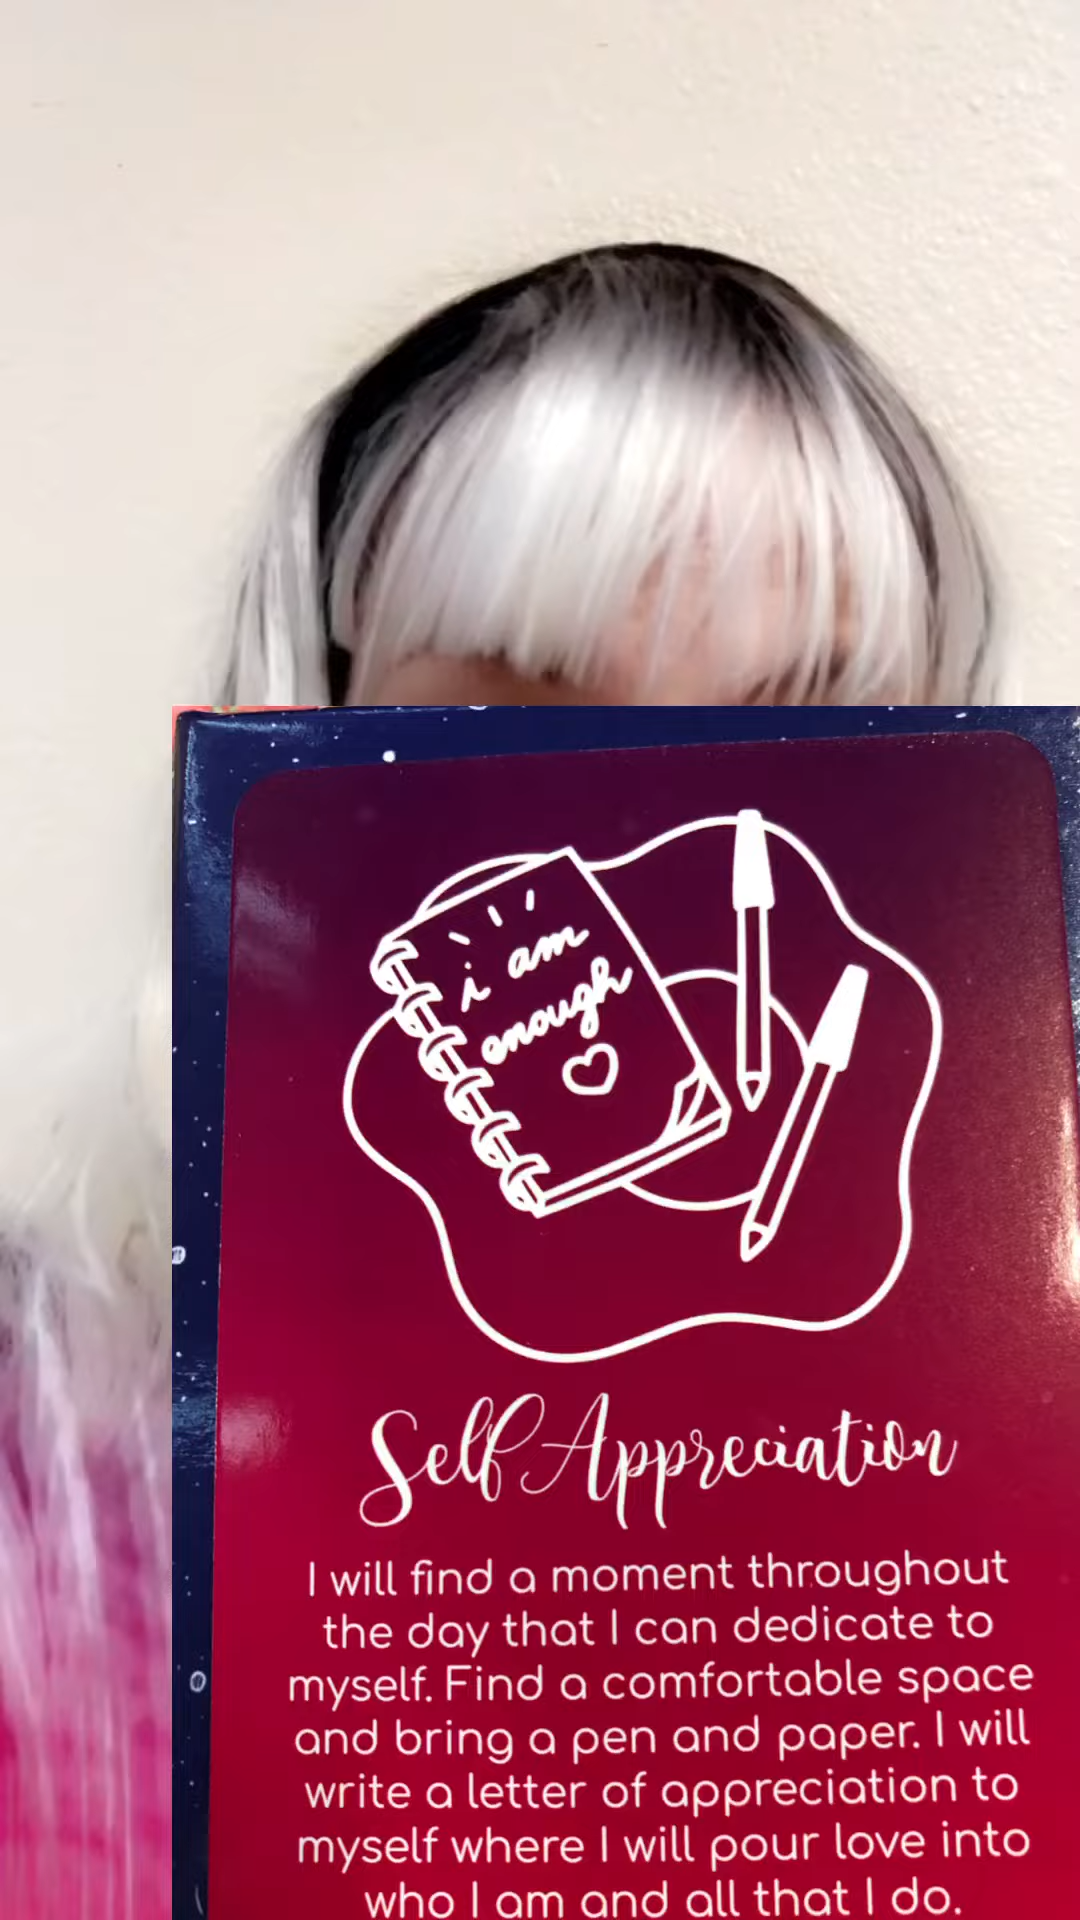 i am
enough
Self Appreciation
I will find a moment throughout
the day that I can dedicate to
myself. Find a comfortable space
and bring a pen and paper. I will
write a letter of appreciation to
myself where I will pour love into
who I am and all that I do.